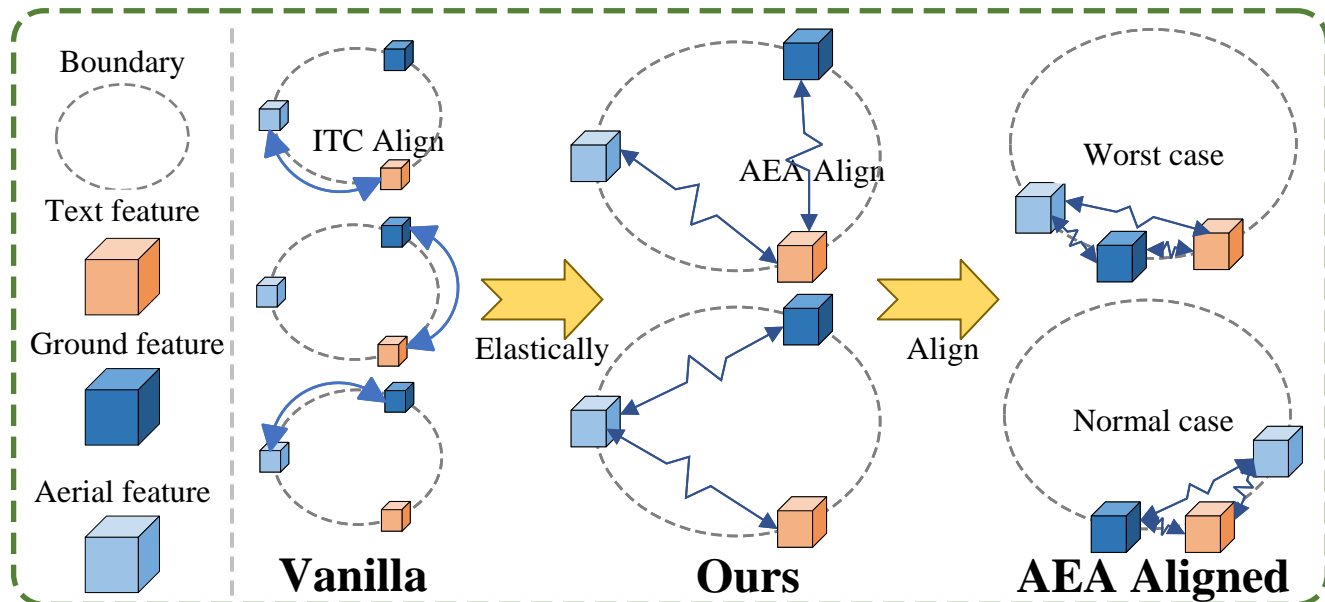 Boundary
Text feature
Ground feature
Aerial feature
ITC Align
Vanilla
Elastically
AEA Align
Ours
Align
Worst case
Normal case
AEA Aligned